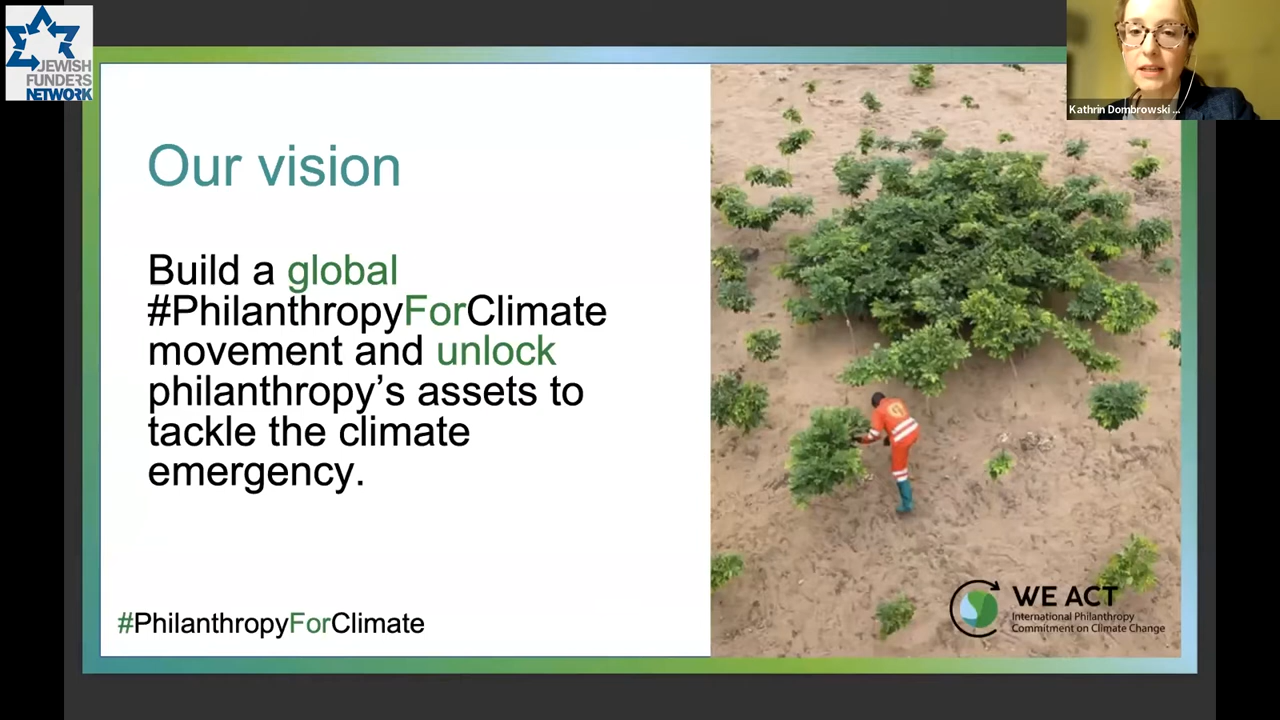 JEWISH
FUNDERS
NETWORK
Kathrin Dombrowski ...
Our vision
Build a global
#PhilanthropyForClimate
movement and unlock
philanthropy’s assets to
tackle the climate
emergency.
#PhilanthropyForClimate
WE ACT
International Philanthropy
Commitment on Climate Change